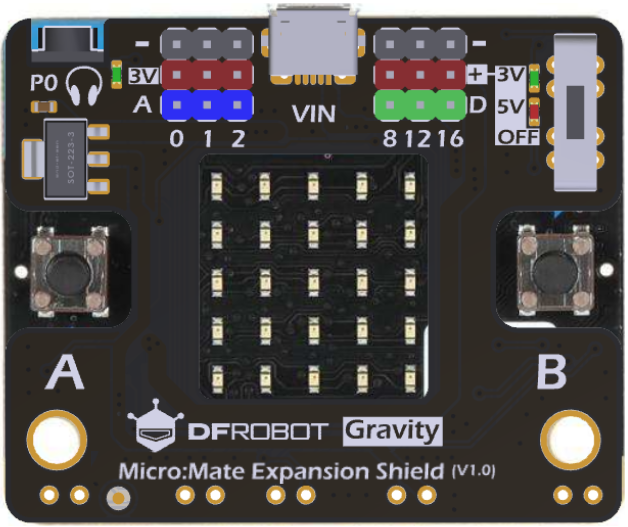 P0
-
3V
A
0 1 2
VIN
-
+ 3V
D
8 12 16
5V
OFF
SOT-223-3
A
B
DFROBOT Gravity
Micro:Mate Expansion Shield (V1.0)